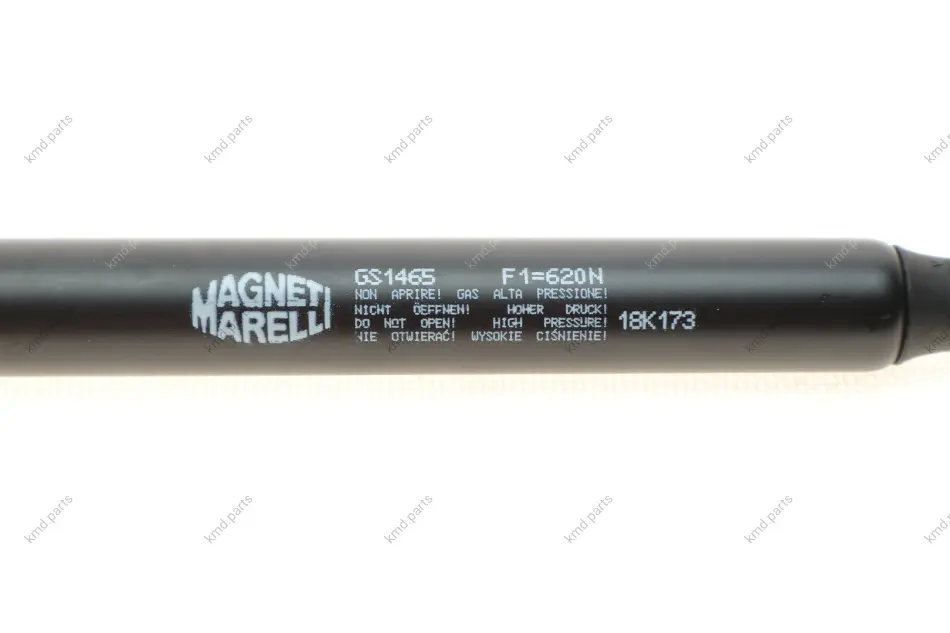 MAGNETI
MARELLI
GS1465 F1=620N
NON APRIRE! GAS ALTA PRESSIONE!
NICHT ÖEFFNEN! HOHER DRUCK!
DO NOT OPEN! HIGH PRESSURE!
NIE OTWIERAĆ! WYSOKIE CIŚNIENIE!
18K173
kmd.parts
kmd.parts
kmd.parts
kmd.parts
kmd.parts
kmd.parts
kmd.parts
kmd.parts
kmd.parts
kmd.parts